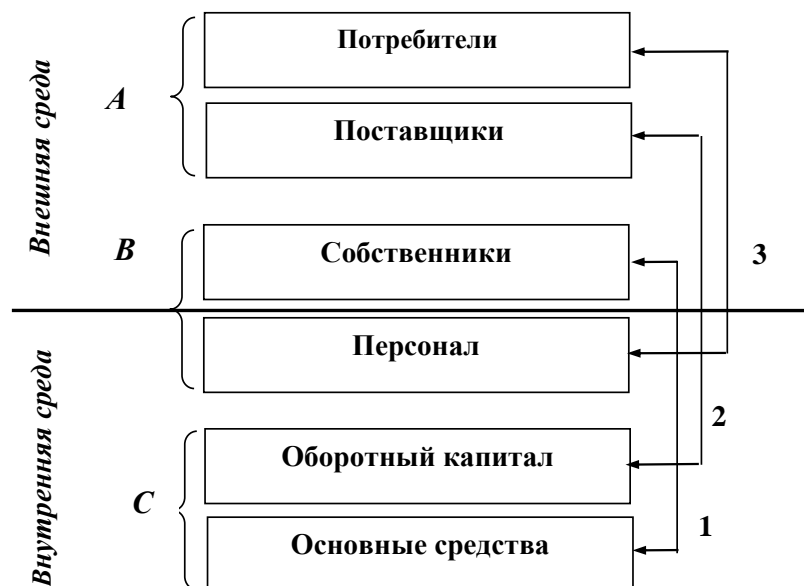 Внешняя среда
A
Потребители
Поставщики
B
Собственники
3
Персонал
Внутренняя среда
2
Оборотный капитал
C
1
Основные средства